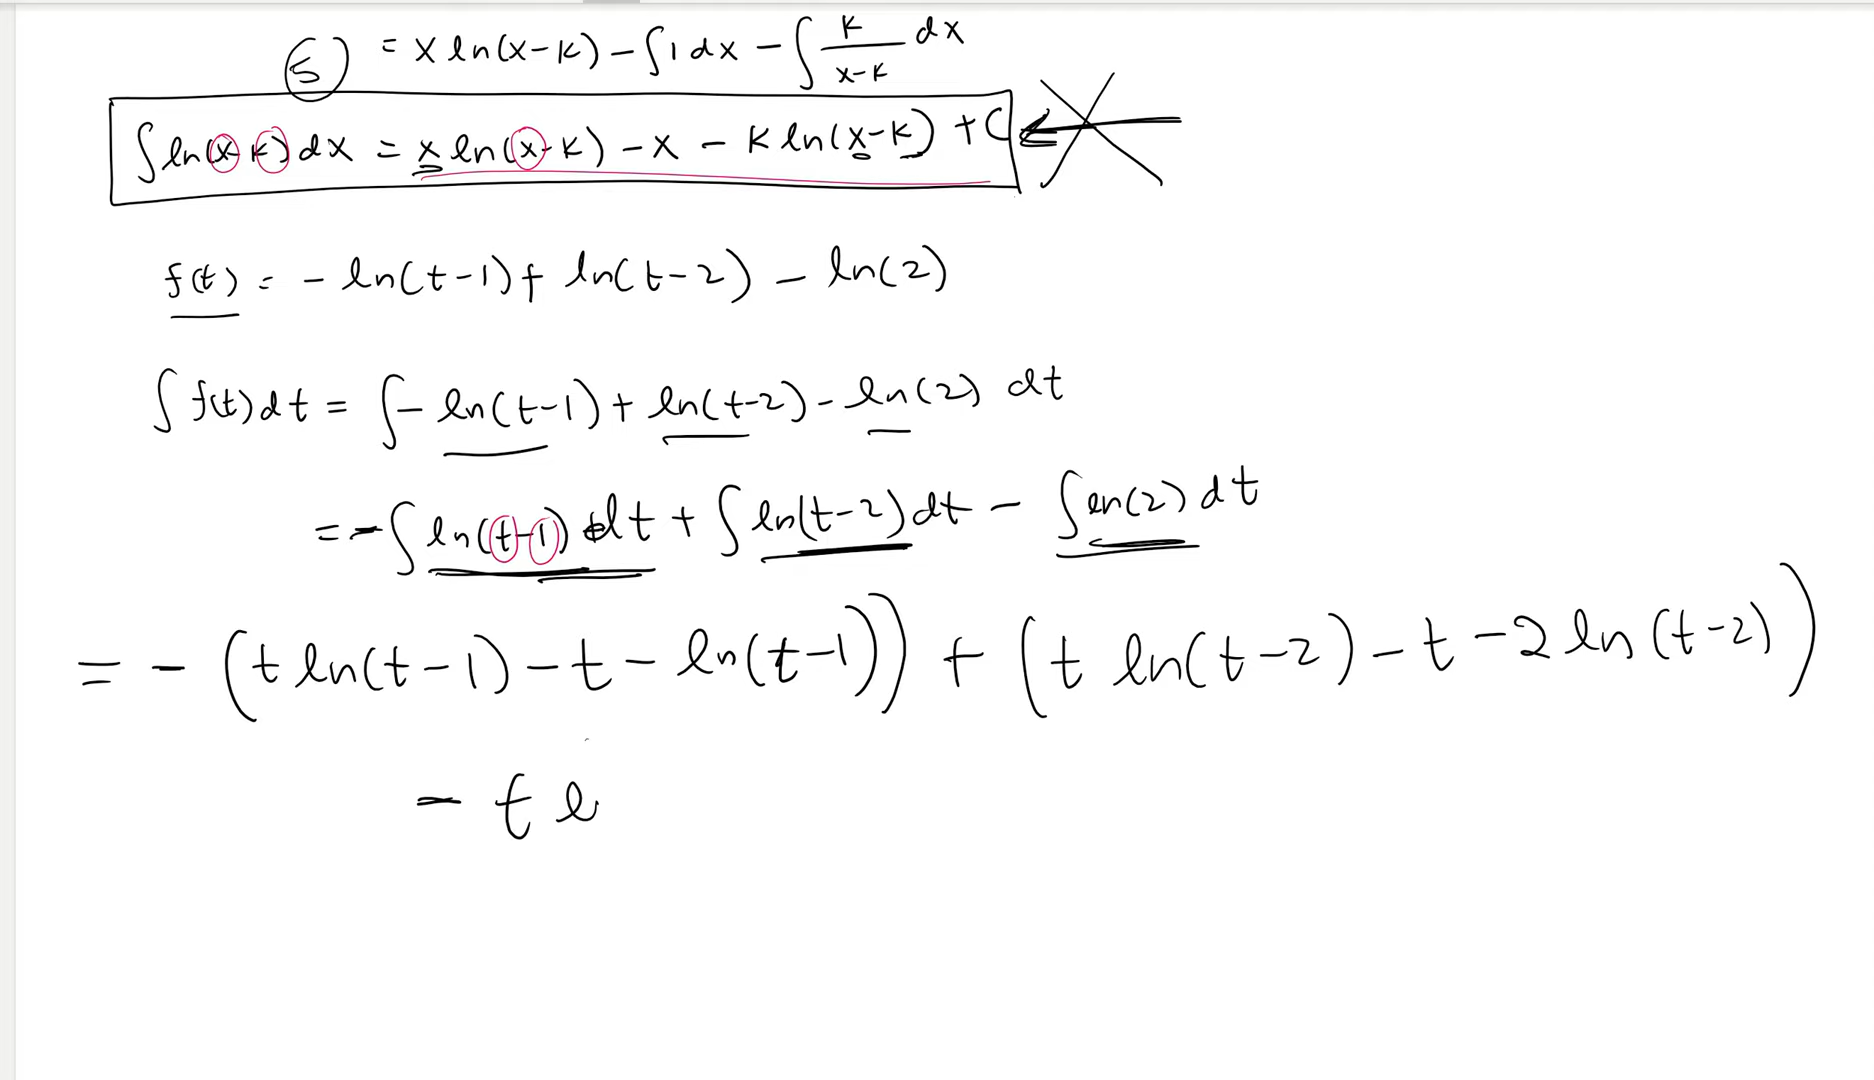 (5) = x ln(x-k) - ∫1 dx - ∫ k/(x-k) dx
∫ ln(x-k) dx = x ln(x-k) - x - k ln(x-k) + C
f(t) = - ln(t-1) + ln(t-2) - ln(2)
∫ f(t) dt = ∫ - ln(t-1) + ln(t-2) - ln(2) dt
= - ∫ ln(t-1) dt + ∫ ln(t-2) dt - ∫ ln(2) dt
= - (t ln(t-1) - t - ln(t-1)) + (t ln(t-2) - t - 2 ln(t-2))
- t l